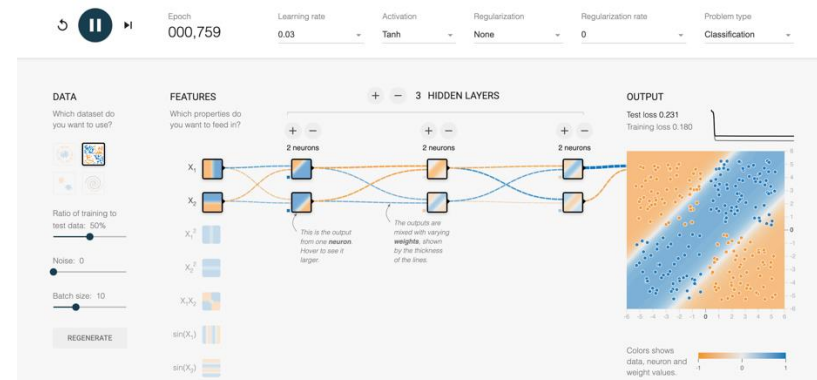 Epoch
000,759
Learning rate
0.03
Activation
Tanh
Regularization
None
Regularization rate
0
Problem type
Classification
DATA
Which dataset do
you want to use?
Ratio of training to
test data: 50%
Noise: 0
Batch size: 10
REGENERATE
FEATURES
Which properties do
you want to feed in?
X₁
X₂
X₁²
X₂²
X₁X₂
sin(X₁)
sin(X₂)
+ − 3 HIDDEN LAYERS
+ −
2 neurons
+ −
2 neurons
+ −
2 neurons
This is the output
from one neuron.
Hover to see it
larger.
The outputs are
mixed with varying
weights, shown
by the thickness
of the lines.
OUTPUT
Test loss 0.231
Training loss 0.180
6
5
4
3
2
1
0
-1
-2
-3
-4
-5
-6
-6 -5 -4 -3 -2 -1 0 1 2 3 4 5 6
Colors shows
data, neuron and
weight values.
-1 0 1